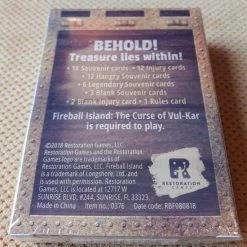 BEHOLD!
Treasure lies within!
• 18 Souvenir cards • 12 Injury cards
• 12 Hangry Souvenir cards
• 6 Legendary Souvenir cards
• 3 Blank Souvenir cards
• 2 Blank Injury card • 1 Rules card
Fireball Island: The Curse of Vul-Kar
is required to play.
©2018 Restoration Games, LLC.
Restoration Games and the Restoration
Games logo are trademarks of
Restoration Games, LLC. Fireball Island
is a trademark of Longshore, Ltd. and
is used with permission. Restoration
Games, LLC is located at 12717 W
SUNRISE BLVD, #244, SUNRISE, FL 33323.
Made in China Item no.: 0376 Date code: RBF080818
RESTORATION
GAMES